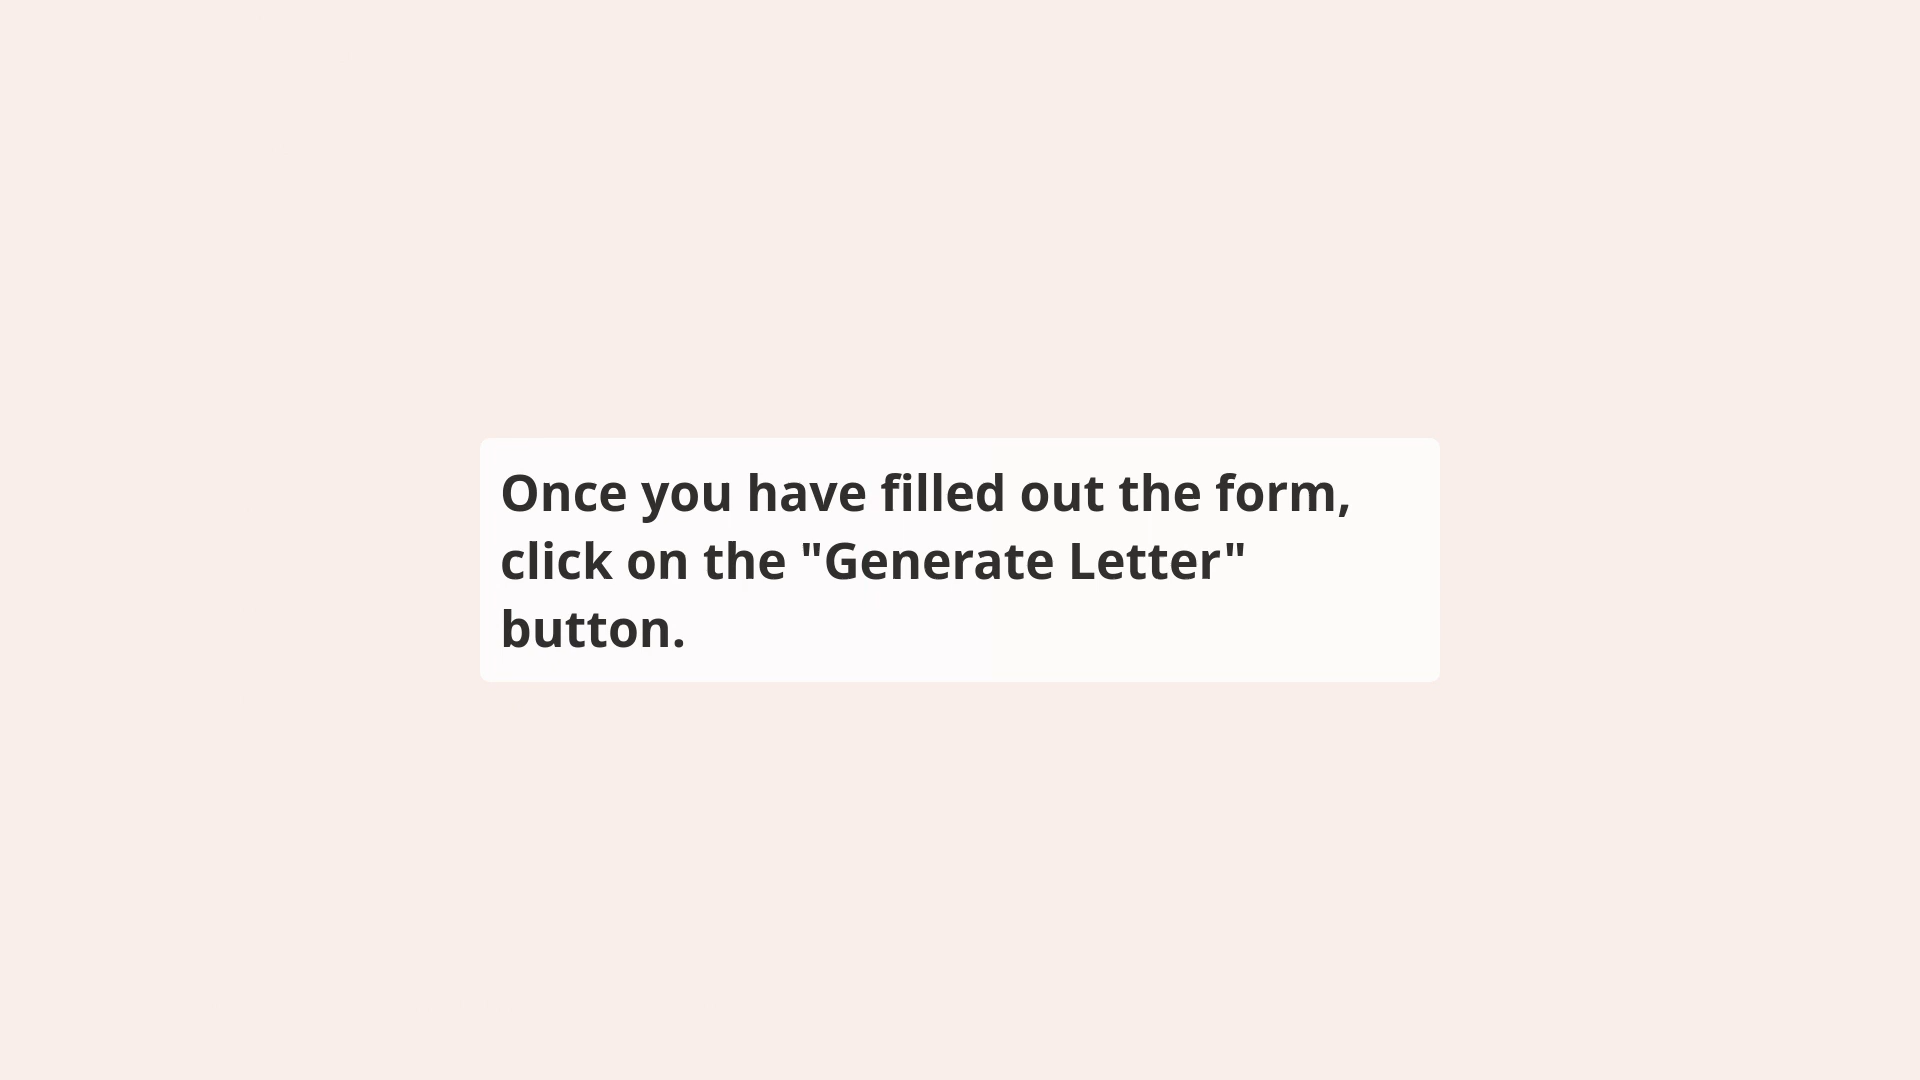 Once you have filled out the form,
click on the "Generate Letter"
button.